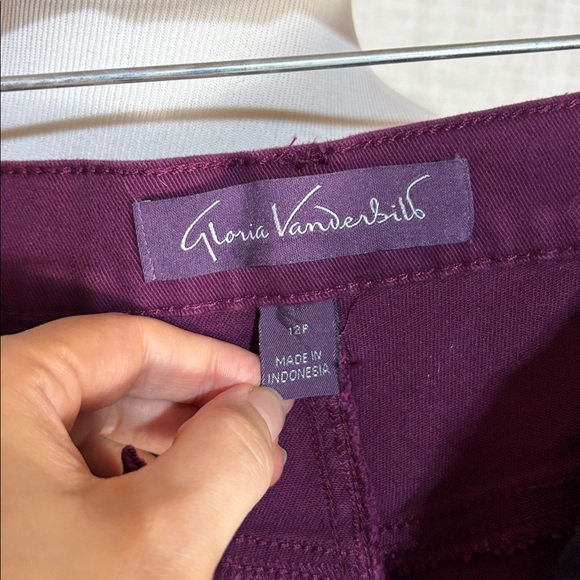 Gloria Vanderbilt
12P
MADE IN
INDONESIA